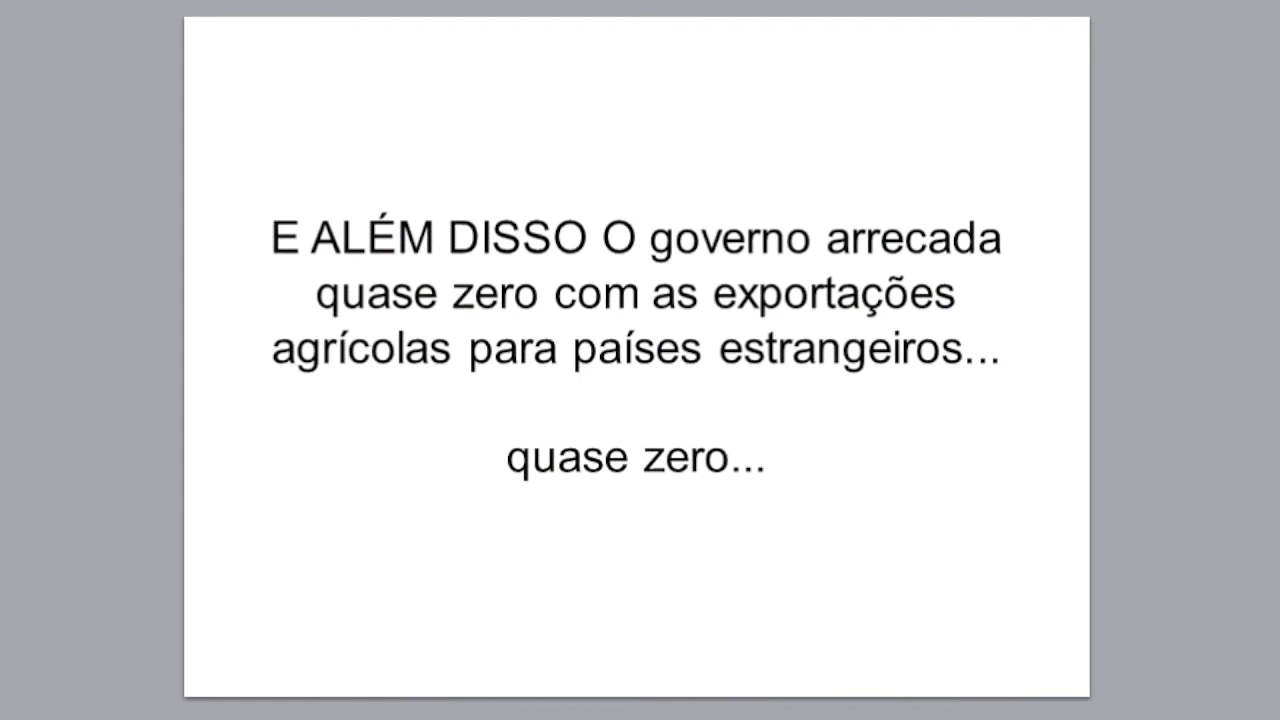 E ALÉM DISSO O governo arrecada
quase zero com as exportações
agrícolas para países estrangeiros...
quase zero...